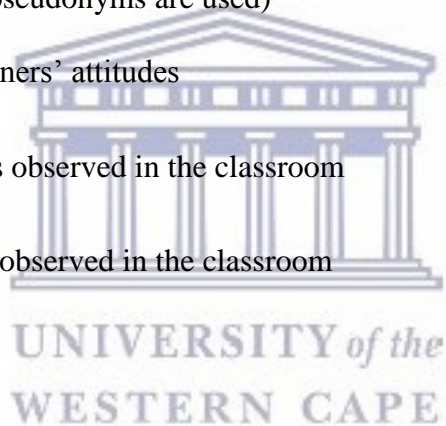 pseudonyms are used)
ners' attitudes
s observed in the classroom
observed in the classroom
UNIVERSITY of the
WESTERN CAPE